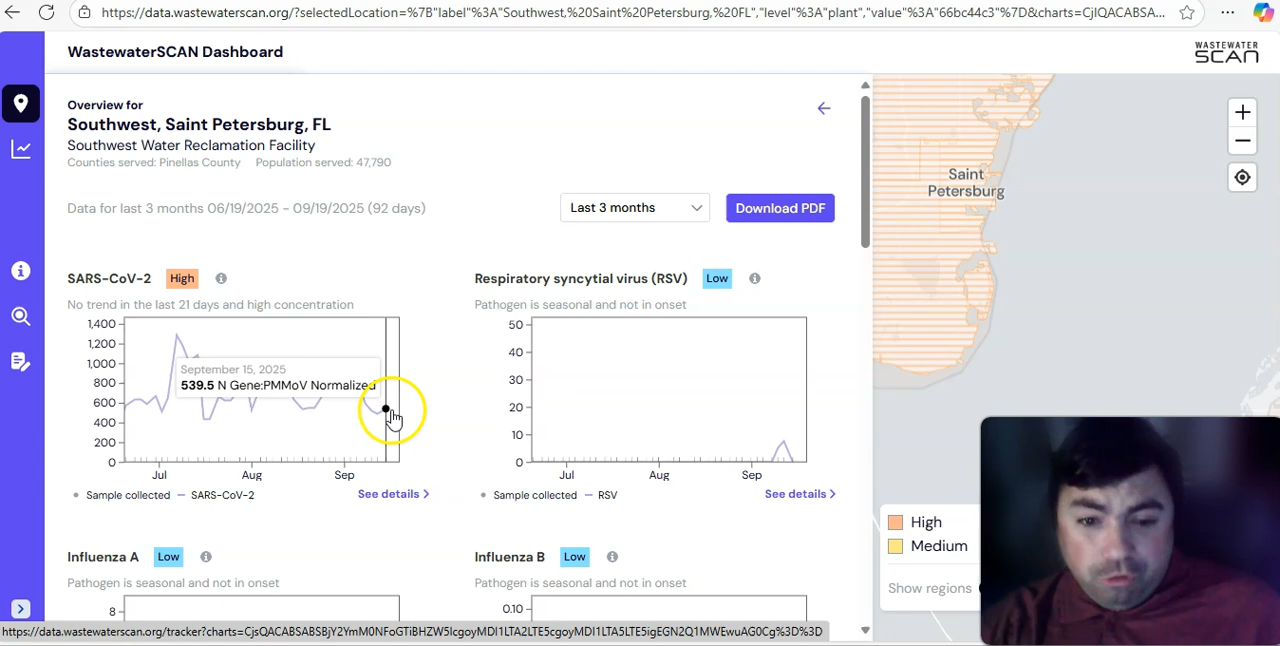 https://data.wastewaterscan.org/?selectedLocation=%7B"label"%3A"Southwest,%20Saint%20Petersburg,%20FL","level"%3A"plant","value"%3A"66bc44c3"%7D&charts=CjIQACABSA...
WastewaterSCAN Dashboard
WASTEWATER
SCAN
Overview for
Southwest, Saint Petersburg, FL
Southwest Water Reclamation Facility
Counties served: Pinellas County Population served: 47,790
Data for last 3 months 06/19/2025 - 09/19/2025 (92 days)
Last 3 months
Download PDF
SARS-CoV-2 High
No trend in the last 21 days and high concentration
1,400
1,200
1,000
800
600
400
200
0
September 15, 2025
539.5 N Gene:PMMoV Normalized
Jul Aug Sep
Sample collected SARS-CoV-2
See details
Respiratory syncytial virus (RSV) Low
Pathogen is seasonal and not in onset
50
40
30
20
10
0
Jul Aug Sep
Sample collected RSV
See details
Influenza A Low
Pathogen is seasonal and not in onset
8
Influenza B Low
Pathogen is seasonal and not in onset
0.10
Saint
Petersburg
High
Medium
Show regions
https://data.wastewaterscan.org/tracker?charts=CjsQACABSABSBjY2YmM0NFoGTiBHZW5lcgoyMDI1LTA2LTE5cgoyMDI1LTA5LTE5igEGN2Q1MWEwuAG0Cg%3D%3D